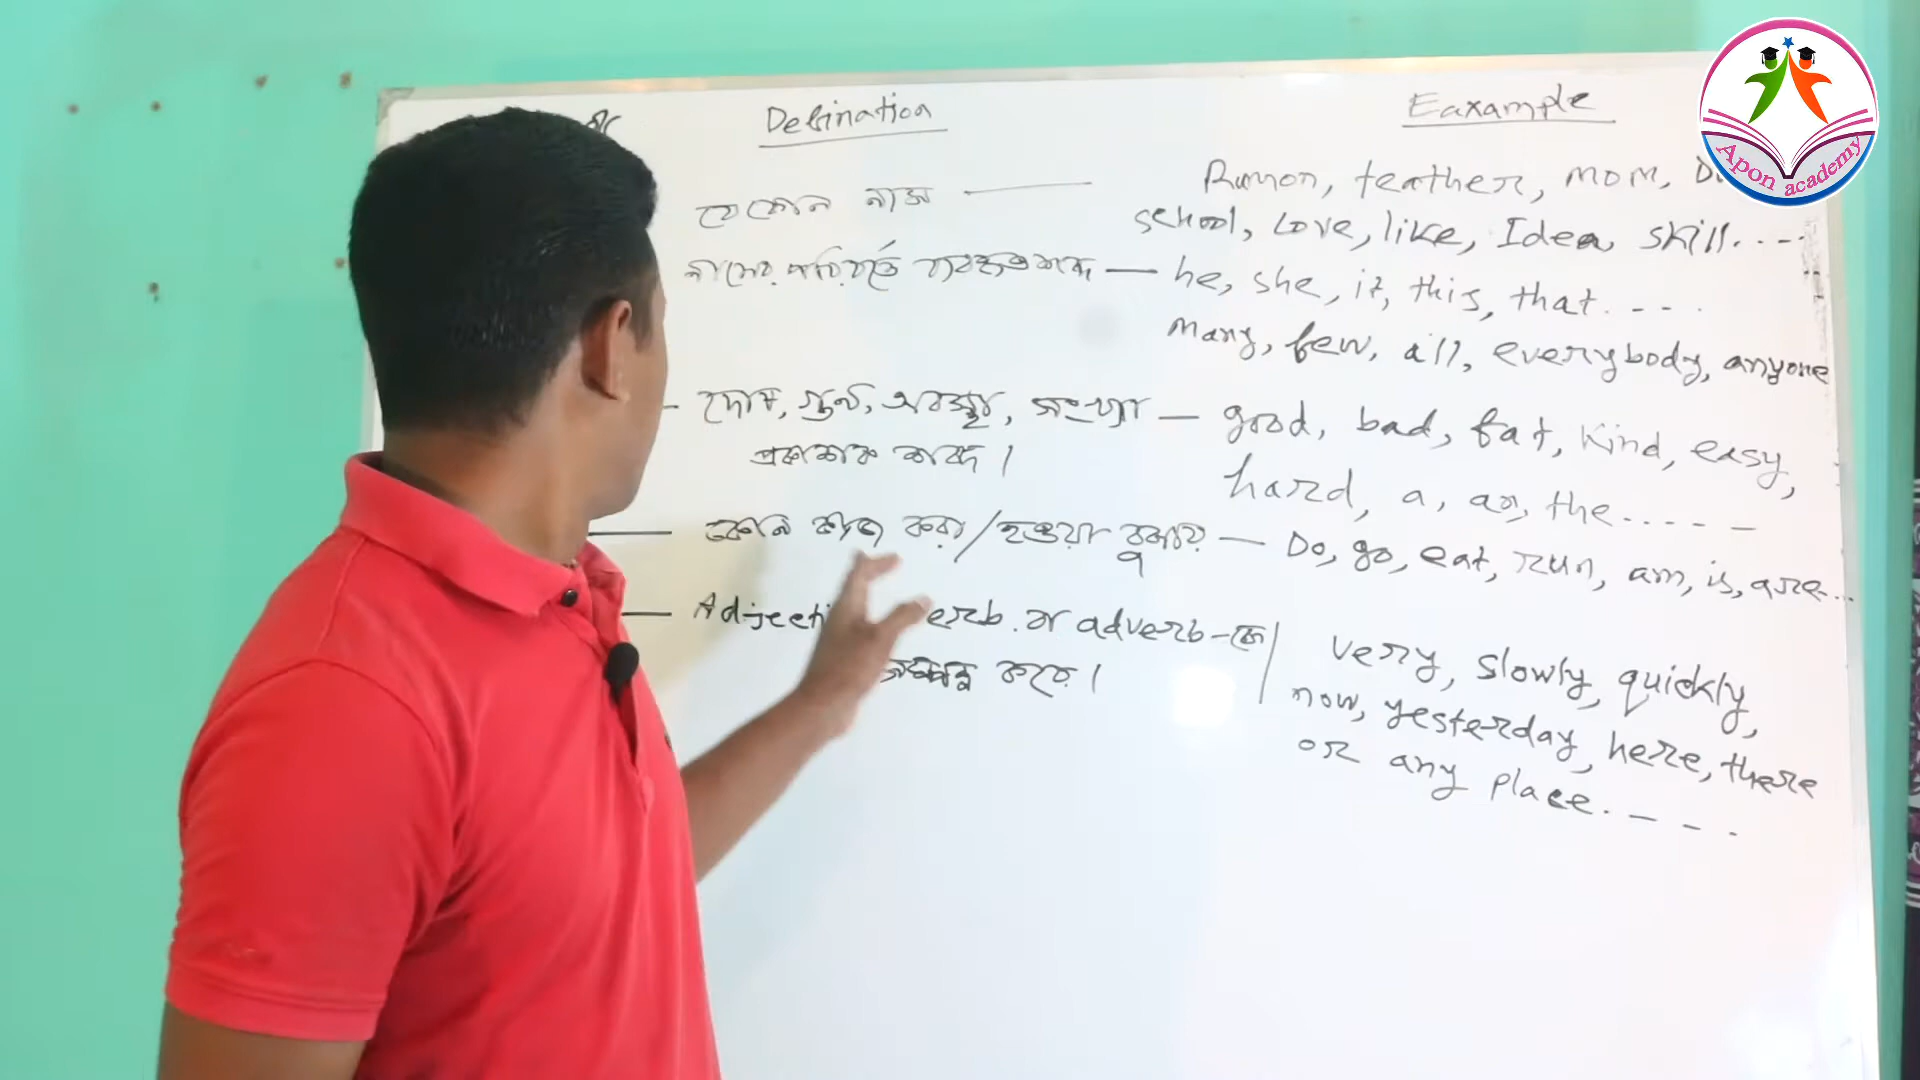 Defination
Eaxample
যেকোন নাম — Rumon, teather, mom,
school, Love, like, Idea, skill....
নামের পরিবর্তে ব্যবহৃত শব্দ — he, she, it, this, that....
many, few, all, everybody, anyone
দোষ, গুন, অবস্থা, সংখ্যা — good, bad, fat, Kind, easy,
প্রকাশক শব্দ।
hard, a, an, the.....
কোন কাজ করা/হওয়া বুঝায় — Do, go, eat, run, am, is, are...
Adjecti erb. or adverb-কে
করে।
very, slowly, quickly,
now, yesterday, here, there
or any place....
Apon academy